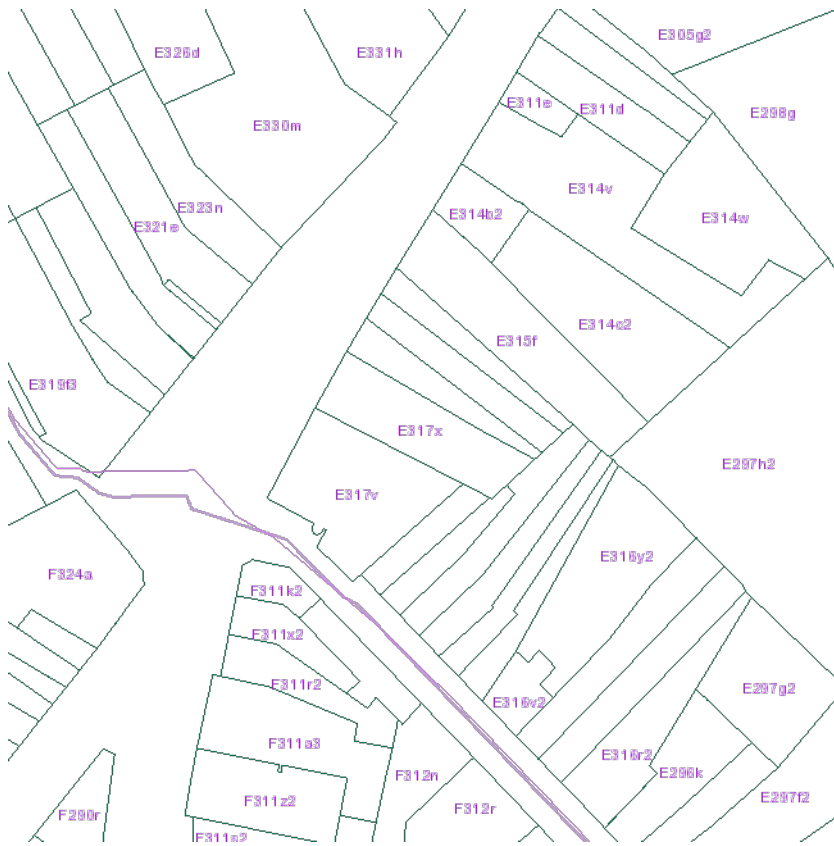 E305g2
E326d
E331h
E311e
E311d
E298g
E330m
E314v
E323n
E314b2
E314w
E321e
E314c2
E315f
E319f3
E317x
E297h2
E317v
E316y2
F324a
F311k2
F311x2
F311r2
E297g2
E316v2
F311a3
E316r2
E296k
F312n
E297f2
F311z2
F312r
F290r
F311s2